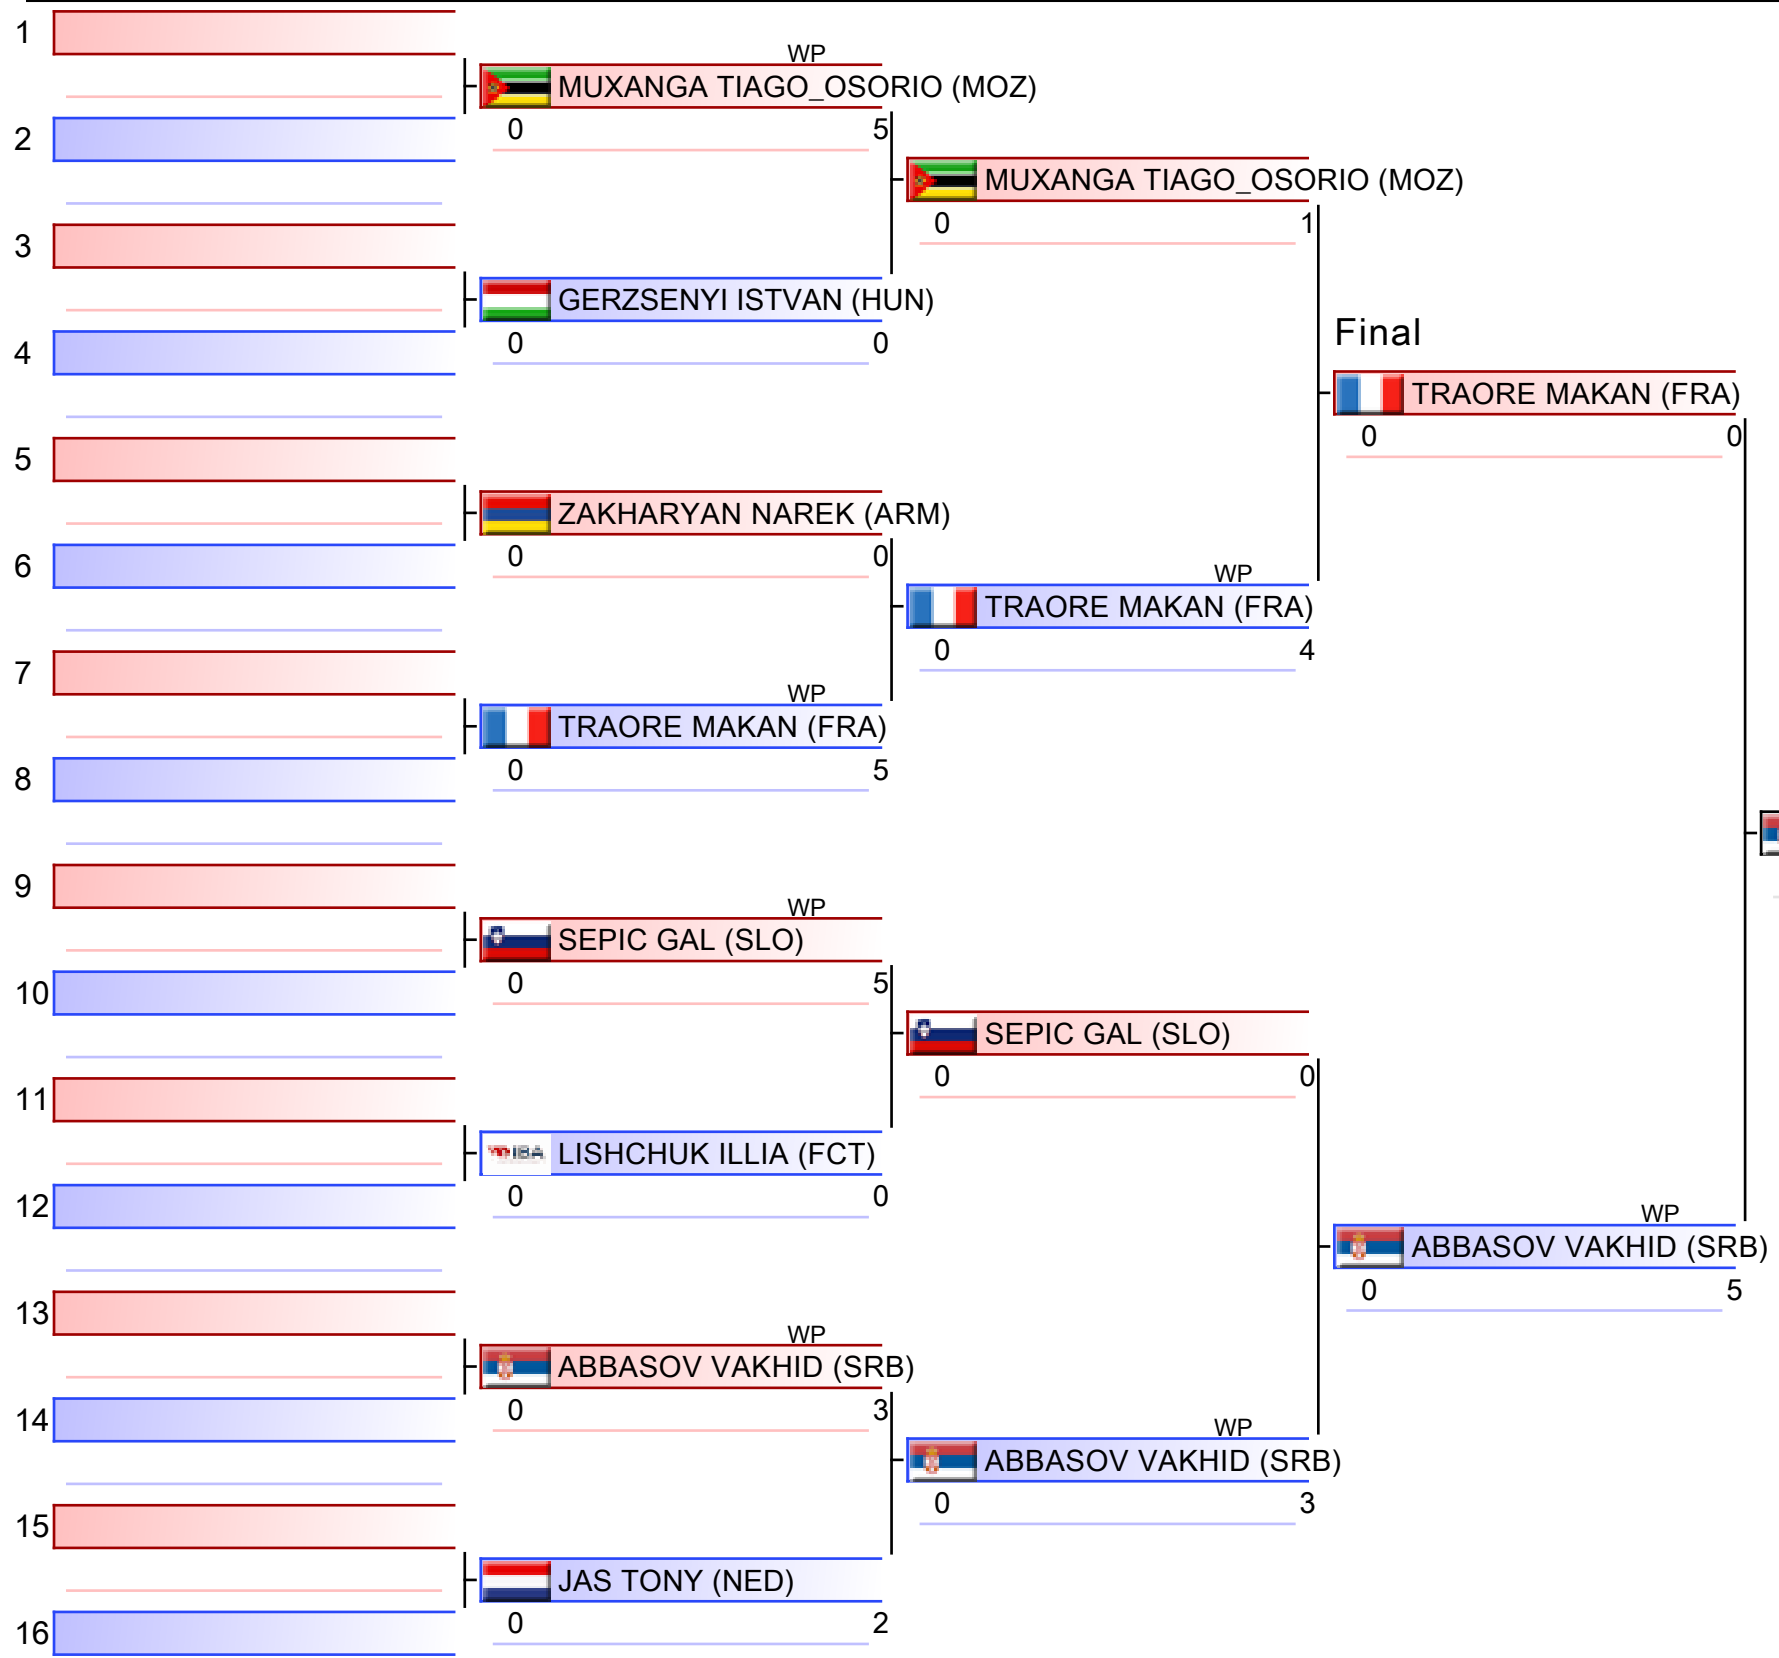 1
2
3
4
5
6
7
8
9
10
11
12
13
14
15
16
WP
MUXANGA TIAGO_OSORIO (MOZ)
0 5
GERZSENYI ISTVAN (HUN)
0 0
ZAKHARYAN NAREK (ARM)
0 0
WP
TRAORE MAKAN (FRA)
0 5
WP
SEPIC GAL (SLO)
0 5
IBA
LISHCHUK ILLIA (FCT)
0 0
WP
ABBASOV VAKHID (SRB)
0 3
JAS TONY (NED)
0 2
MUXANGA TIAGO_OSORIO (MOZ)
0 1
WP
TRAORE MAKAN (FRA)
0 4
SEPIC GAL (SLO)
0 0
WP
ABBASOV VAKHID (SRB)
0 3
Final
TRAORE MAKAN (FRA)
0 0
WP
ABBASOV VAKHID (SRB)
0 5